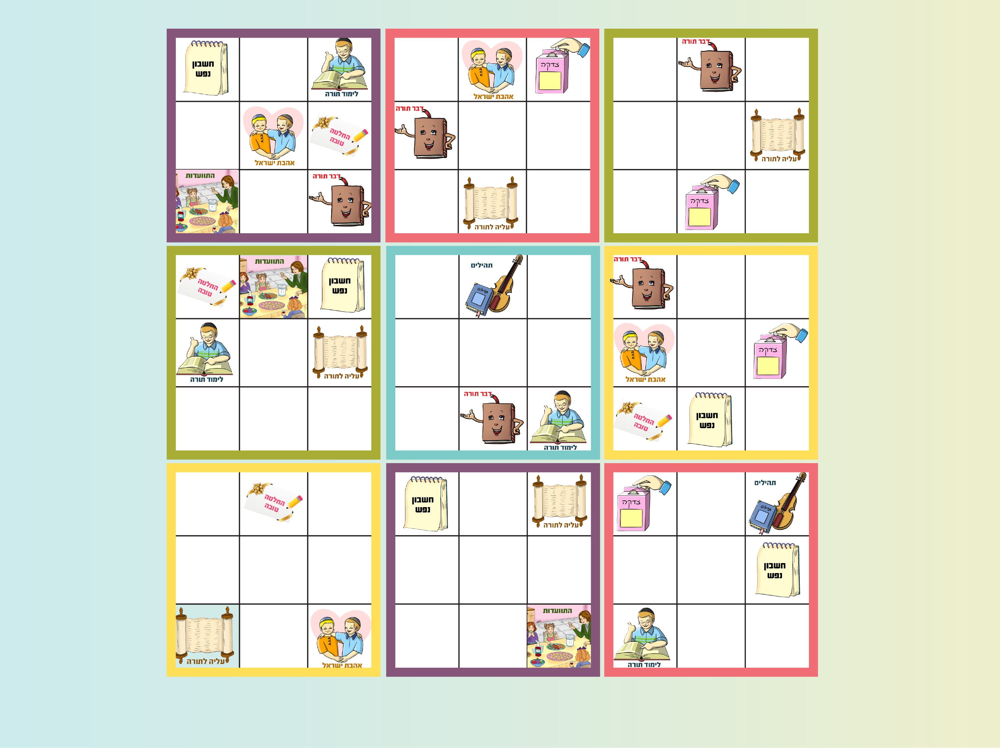 חשבון
נפש
לימוד תורה
אהבת ישראל
החלטה
טובה
התוועדות
דבר תורה
אהבת ישראל
צדקה
דבר תורה
עליה לתורה
דבר תורה
עליה לתורה
צדקה
החלטה
טובה
התוועדות
חשבון
נפש
לימוד תורה
עליה לתורה
תהילים
תהילים
דבר תורה
לימוד תורה
דבר תורה
אהבת ישראל
צדקה
החלטה
טובה
חשבון
נפש
החלטה
טובה
עליה לתורה
אהבת ישראל
חשבון
נפש
עליה לתורה
התוועדות
צדקה
תהילים
תהילים
חשבון
נפש
לימוד תורה